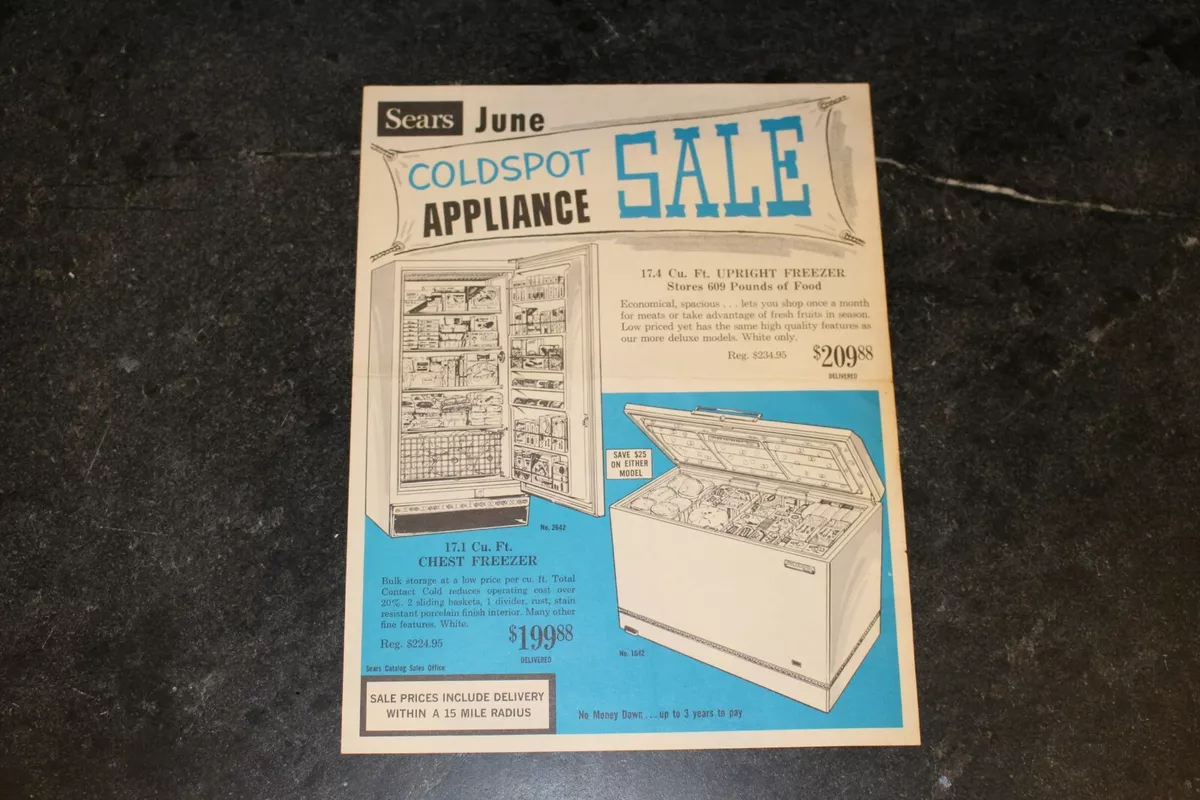 Sears June
COLDSPOT
APPLIANCE
SALE
17.4 Cu. Ft. UPRIGHT FREEZER
Stores 609 Pounds of Food
Economical, spacious . . . lets you shop once a month
for meats or take advantage of fresh fruits in season.
Low priced yet has the same high quality features as
our more deluxe models. White only.
Reg. $234.95
$209.88
DELIVERED
SAVE $25
ON EITHER
MODEL
No. 2642
17.1 Cu. Ft.
CHEST FREEZER
Bulk storage at a low price per cu. ft. Total
Contact Cold reduces operating cost over
20%. 2 sliding baskets, 1 divider, rust, stain
resistant porcelain finish interior. Many other
fine features. White.
Reg. $224.95
$199.88
DELIVERED
No. 1842
Sears Catalog Sales Office
SALE PRICES INCLUDE DELIVERY
WITHIN A 15 MILE RADIUS
No Money Down . . . up to 3 years to pay